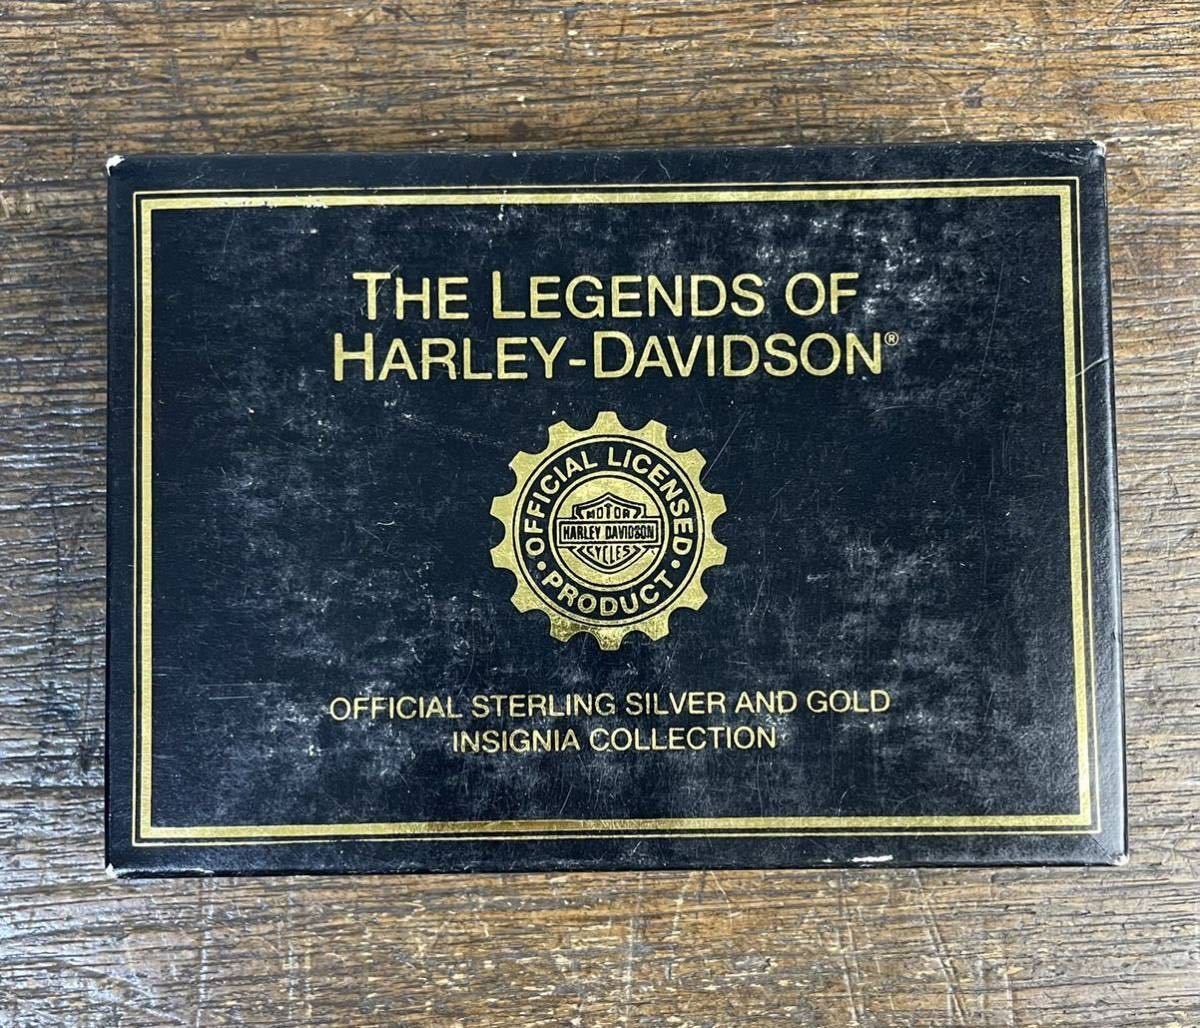 THE LEGENDS OF
HARLEY-DAVIDSON®
OFFICIAL LICENSED
MOTOR
HARLEY DAVIDSON
CYCLES
• PRODUCT •
OFFICIAL STERLING SILVER AND GOLD
INSIGNIA COLLECTION